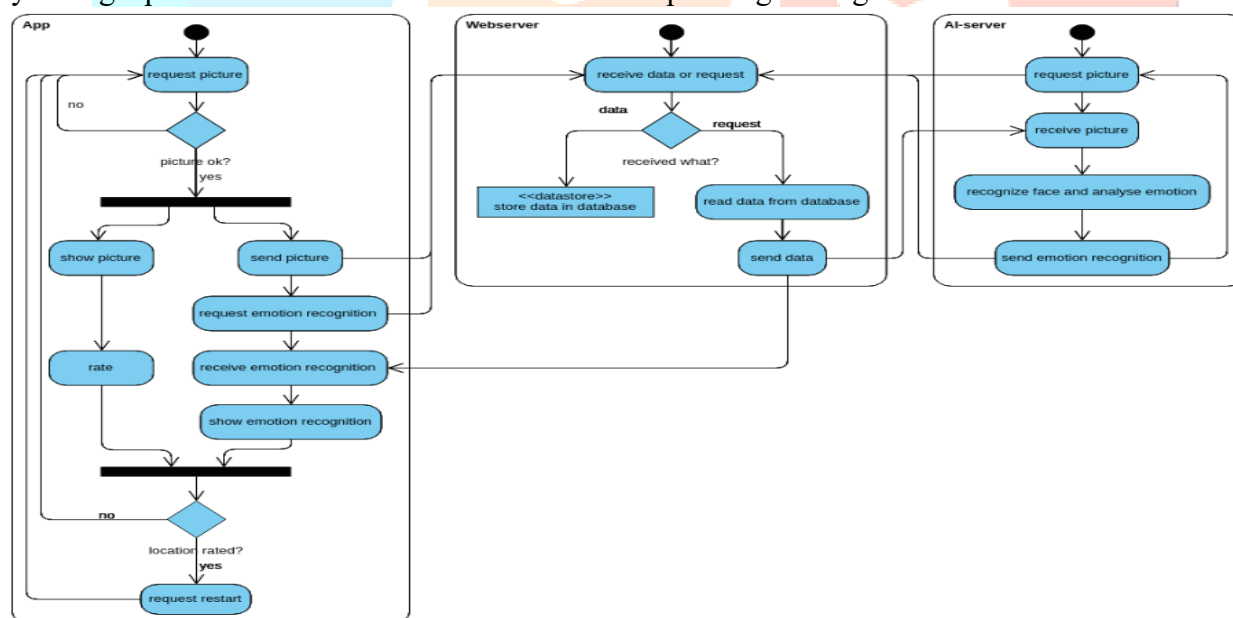 App
request picture
no
picture ok?
yes
show picture
send picture
request emotion recognition
rate
receive emotion recognition
show emotion recognition
no
location rated?
yes
request restart
Webserver
receive data or request
data
request
received what?
<<datastore>>
store data in database
read data from database
send data
AI-server
request picture
receive picture
recognize face and analyse emotion
send emotion recognition